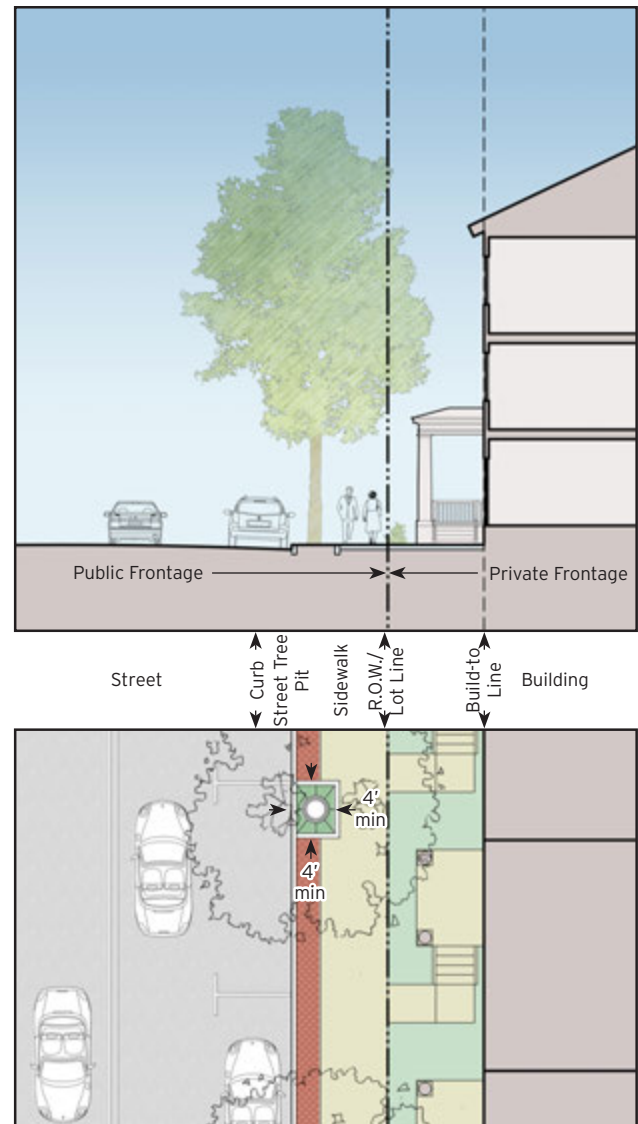 Public Frontage
Private Frontage
Street
Curb
Street Tree
Pit
Sidewalk
R.O.W./
Lot Line
Build-to
Line
Building
4'
min
4'
min